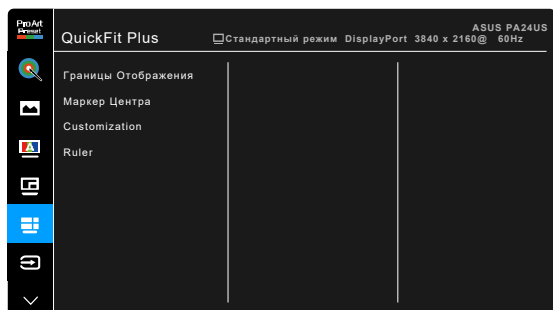 ProArt
Preset
ASUS PA24US
QuickFit Plus
Стандартный режим DisplayPort 3840 x 2160@ 60Hz
A
Границы Отображения
Маркер Центра
Customization
Ruler